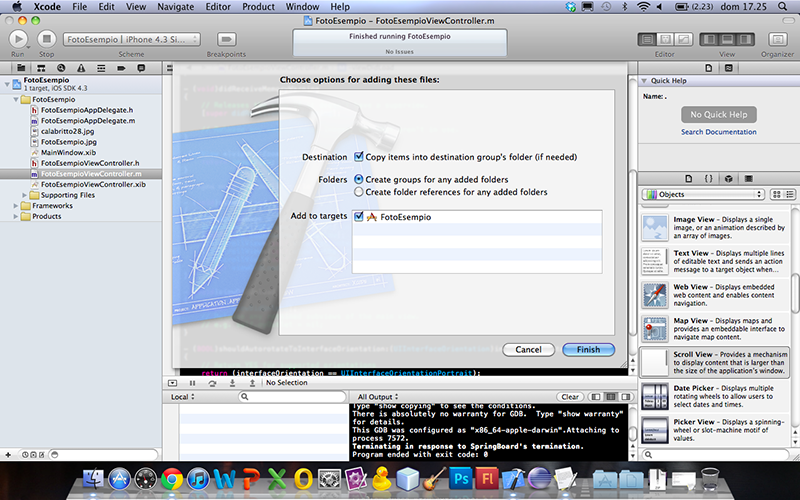 Xcode File Edit View Navigate Editor Product Window Help (2.23) dom 17.25
FotoEsempio – FotoEsempioViewController.m
Run Stop
FotoEsempio | iPhone 4.3 Si...
Scheme
Breakpoints
Finished running FotoEsempio
No Issues
Editor View Organizer
FotoEsempio
1 target, iOS SDK 4.3
FotoEsempio
FotoEsempioAppDelegate.h
FotoEsempioAppDelegate.m
calabritto28.jpg
FotoEsempio.jpg
MainWindow.xib
FotoEsempioViewController.h
FotoEsempioViewController.m
FotoEsempioViewController.xib
Supporting Files
Frameworks
Products
Choose options for adding these files:
Destination Copy items into destination group's folder (if needed)
Folders Create groups for any added folders
Create folder references for any added folders
Add to targets FotoEsempio
Cancel Finish
return (interfaceOrientation == UIInterfaceOrientationPortrait);
No Selection
Local All Output Clear
Type "show copying" to see the conditions.
There is absolutely no warranty for GDB. Type "show warranty"
for details.
This GDB was configured as "x86_64-apple-darwin".Attaching to
process 7572.
Terminating in response to SpringBoard's termination.
Program ended with exit code: 0
Quick Help
Name: .
No Quick Help
Search Documentation
Objects
Image View – Displays a single
image, or an animation described by
an array of images.
Text View – Displays multiple lines
of editable text and sends an action
message to a target object when...
Web View – Displays embedded
web content and enables content
navigation.
Map View – Displays maps and
provides an embeddable interface to
navigate map content.
Scroll View – Provides a mechanism
to display content that is larger than
the size of the application's window.
Date Picker – Displays multiple
rotating wheels to allow users to
select dates and times.
Picker View – Displays a spinning-
wheel or slot-machine motif of
values.
Ps Fl